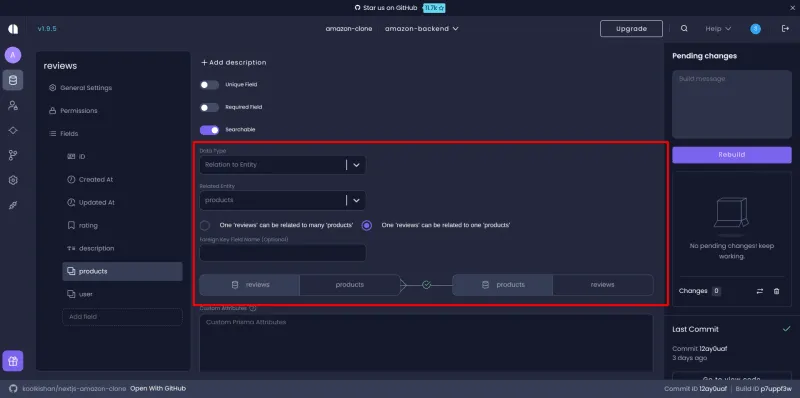 Star us on GitHub 11.7k
v1.9.5
amazon-clone
amazon-backend
Upgrade
Help
A
reviews
General Settings
Permissions
Fields
ID
Created At
Updated At
rating
description
products
user
Add field
Add description
Unique Field
Required Field
Searchable
Data Type
Relation to Entity
Related Entity
products
One 'reviews' can be related to many 'products'
One 'reviews' can be related to one 'products'
Foreign Key Field Name (Optional)
reviews
products
products
reviews
Custom Attributes
Custom Prisma Attributes
Pending changes
Build message
Rebuild
No pending changes! keep
working.
Changes 0
Last Commit
Commit 12ay0uaf
3 days ago
Go to view code
koolkishan/nextjs-amazon-clone Open With GitHub
Commit ID 12ay0uaf Build ID p7uppf3w